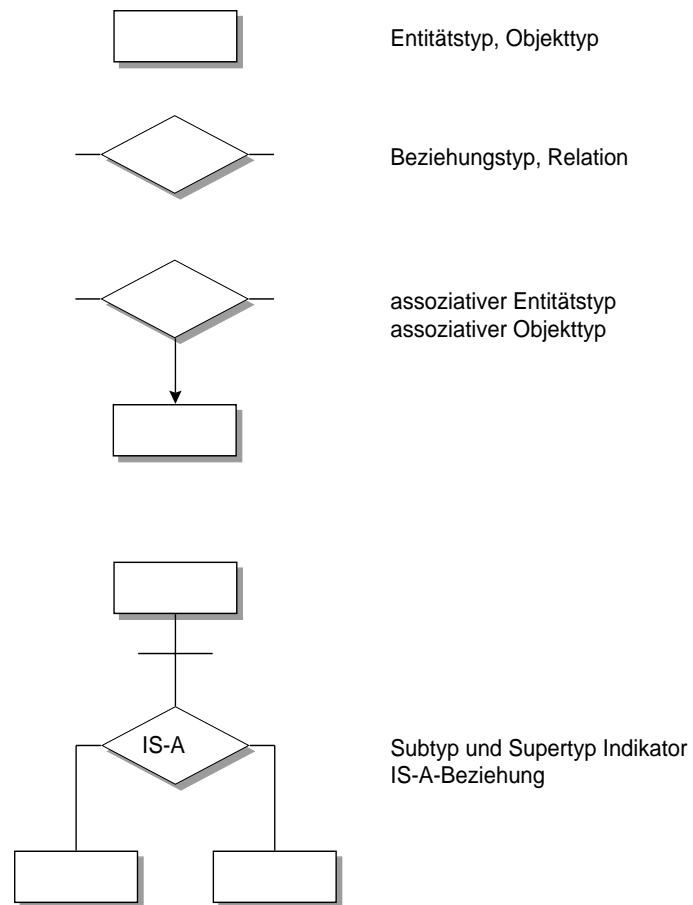 Entitätstyp, Objekttyp
Beziehungstyp, Relation
assoziativer Entitätstyp
assoziativer Objekttyp
IS-A
Subtyp und Supertyp Indikator
IS-A-Beziehung